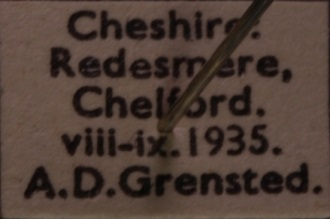 Cheshire.
Redesmere,
Chelford.
viii-ix.1935.
A.D.Grensted.